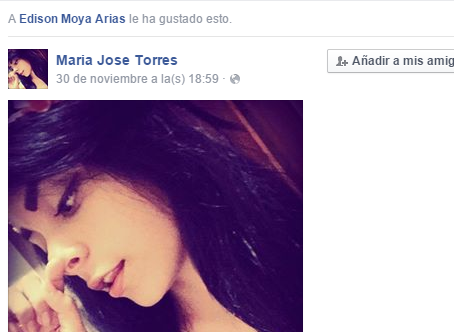 A Edison Moya Arias le ha gustado esto.
Maria Jose Torres
Añadir a mis amig
30 de noviembre a la(s) 18:59 ·